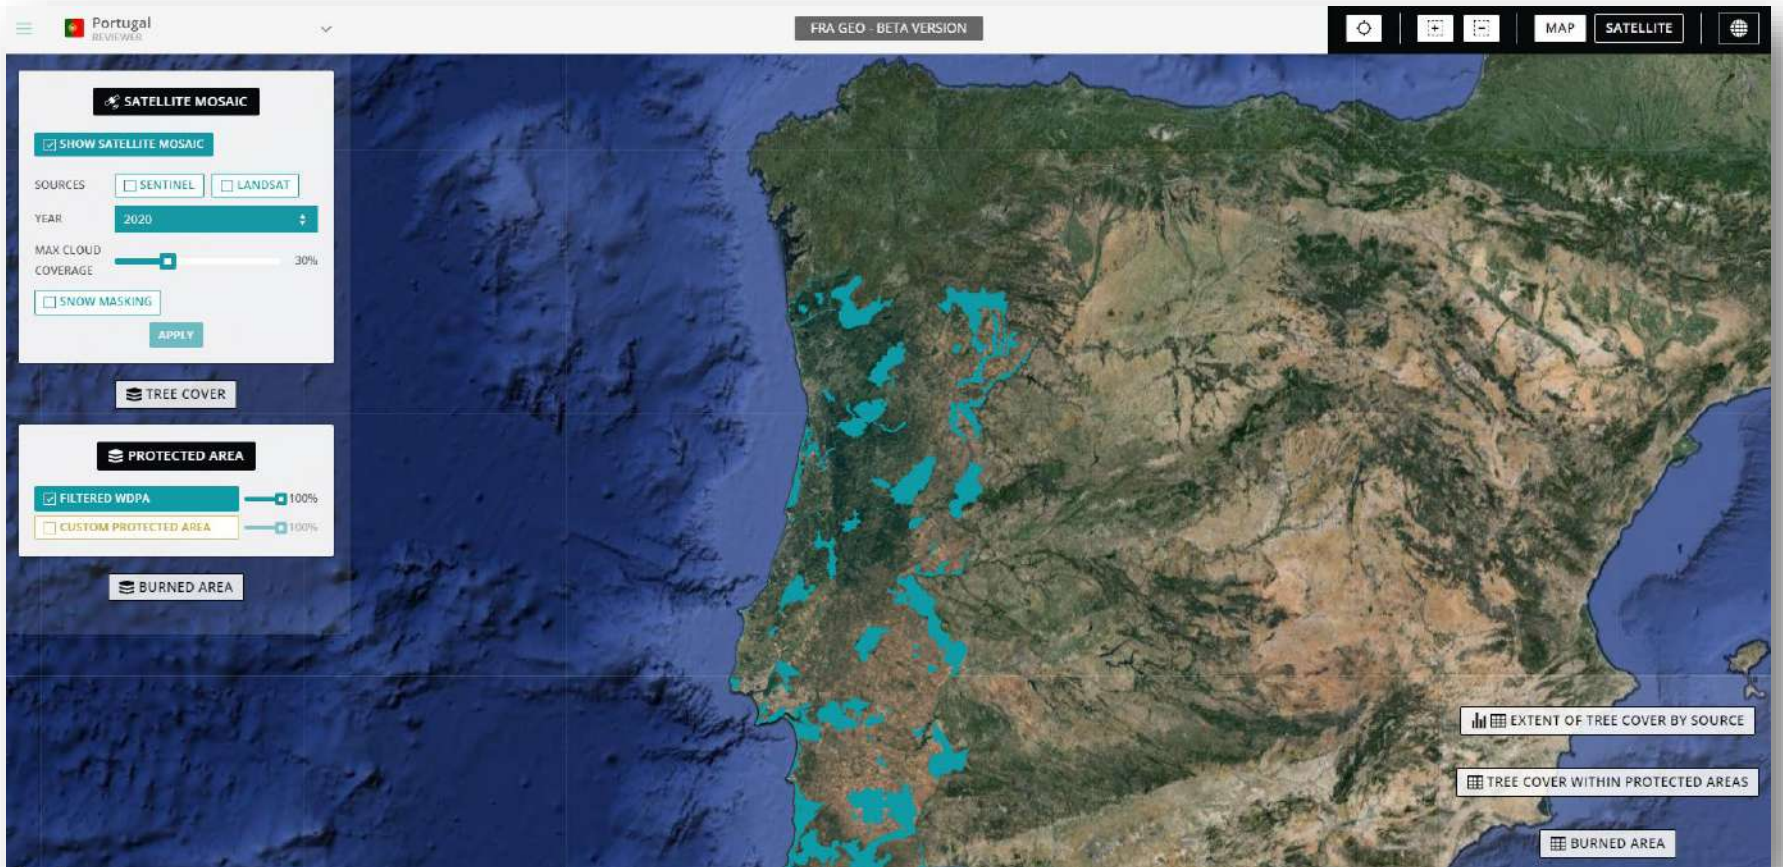 Portugal
REVIEWER
FRA GEO - BETA VERSION
MAP
SATELLITE
SATELLITE MOSAIC
SHOW SATELLITE MOSAIC
SOURCES
SENTINEL
LANDSAT
YEAR
2020
MAX CLOUD
COVERAGE
30%
SNOW MASKING
APPLY
TREE COVER
PROTECTED AREA
FILTERED WDPA
100%
CUSTOM PROTECTED AREA
100%
BURNED AREA
EXTENT OF TREE COVER BY SOURCE
TREE COVER WITHIN PROTECTED AREAS
BURNED AREA